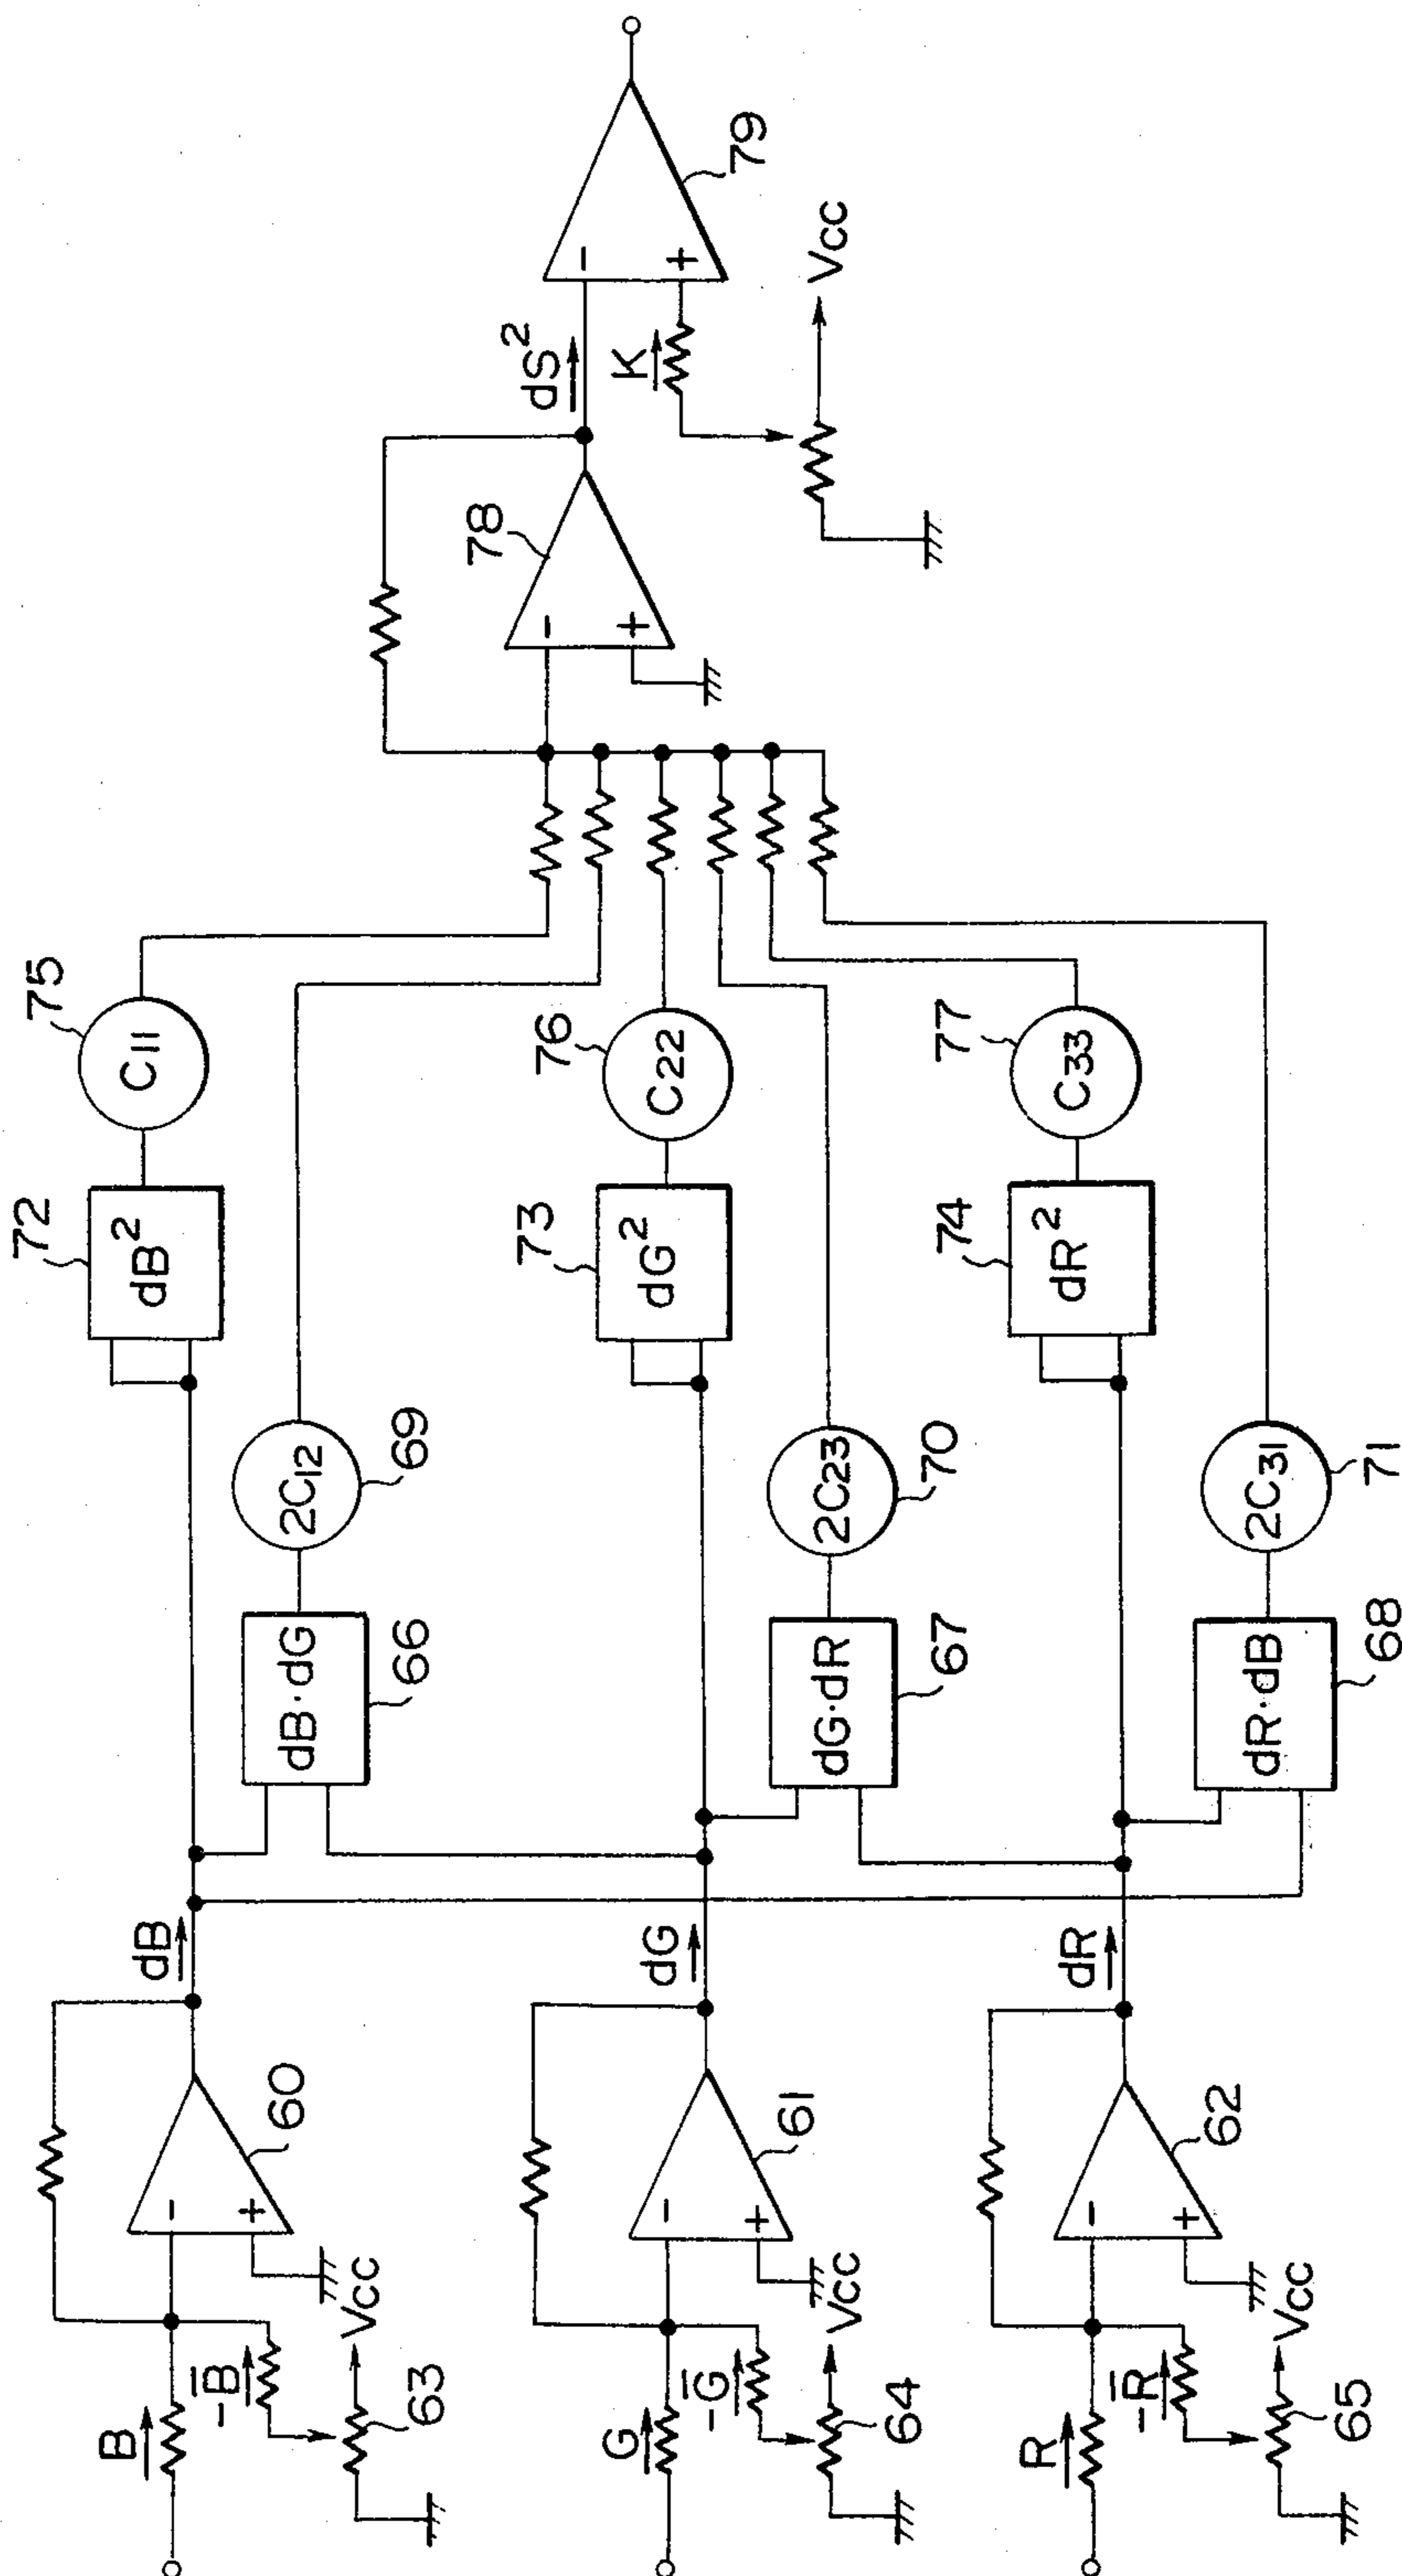 B
-B̅
VCC
63
-
+
60
dB
G
-G̅
VCC
64
-
+
61
dG
R
-R̅
VCC
65
-
+
62
dR
dB·dG
66
2C12
69
dG·dR
67
2C23
70
dR·dB
68
2C31
71
72
dB²
75
C11
73
dG²
76
C22
74
dR²
77
C33
78
-
+
dS²
K
VCC
-
+
79